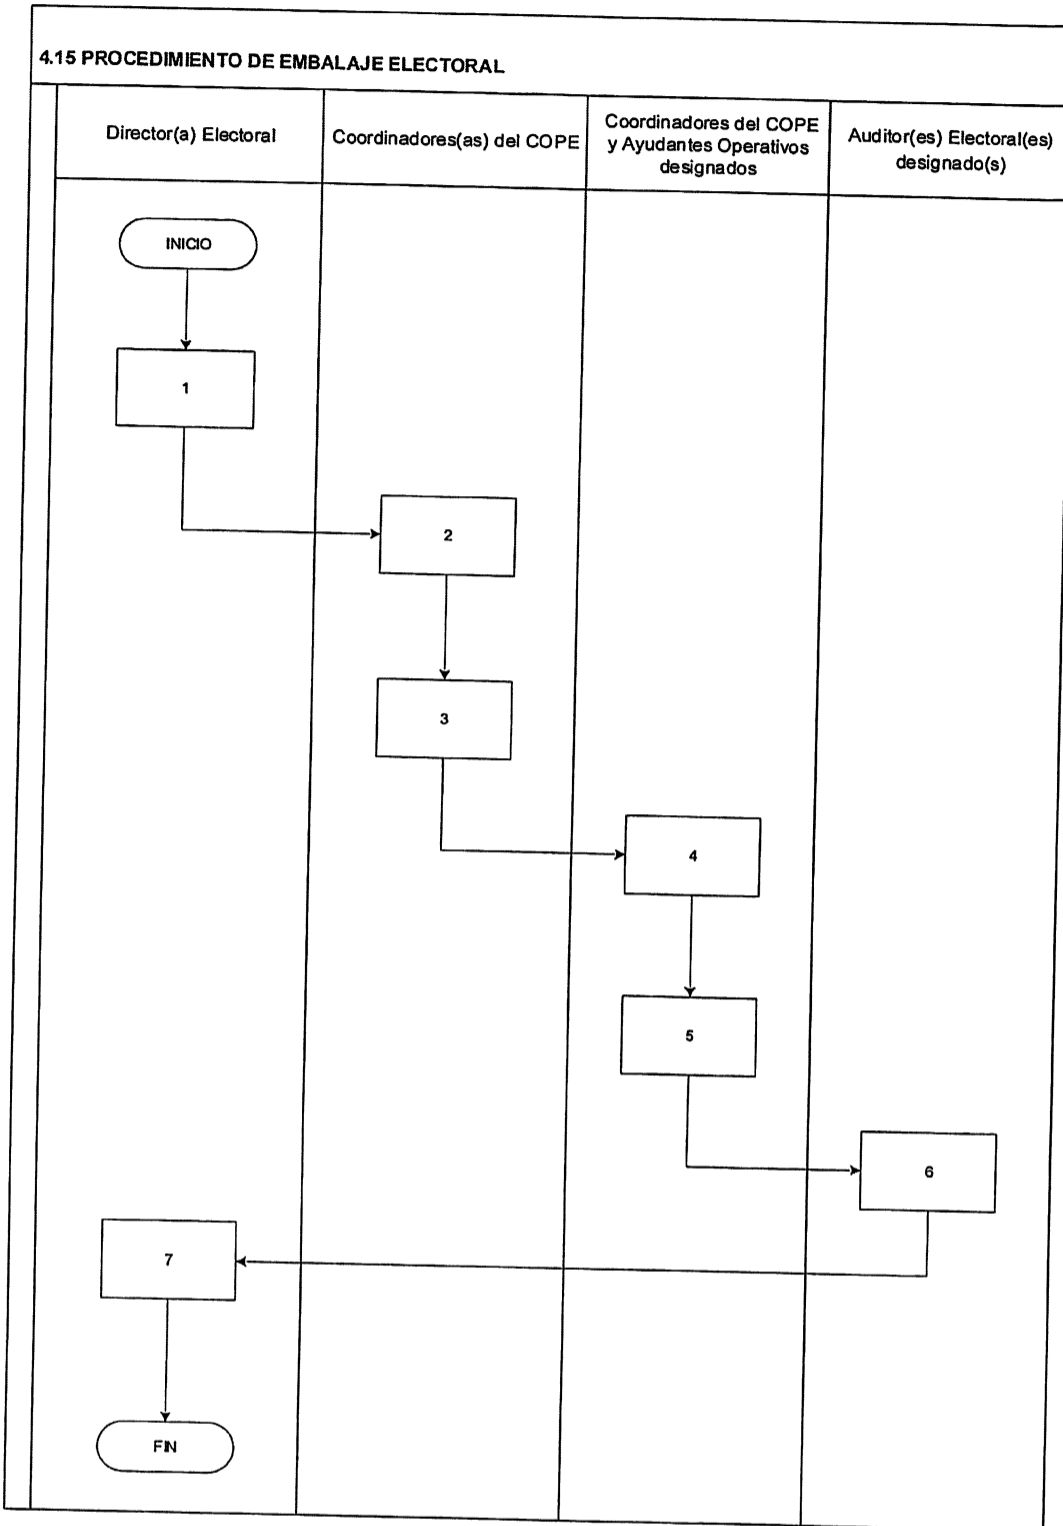 4.15 PROCEDIMIENTO DE EMBALAJE ELECTORAL
Director(a) Electoral
Coordinadores(as) del COPE
Coordinadores del COPE
y Ayudantes Operativos
designados
Auditor(es) Electoral(es)
designado(s)
INICIO
1
2
3
4
5
6
7
FIN